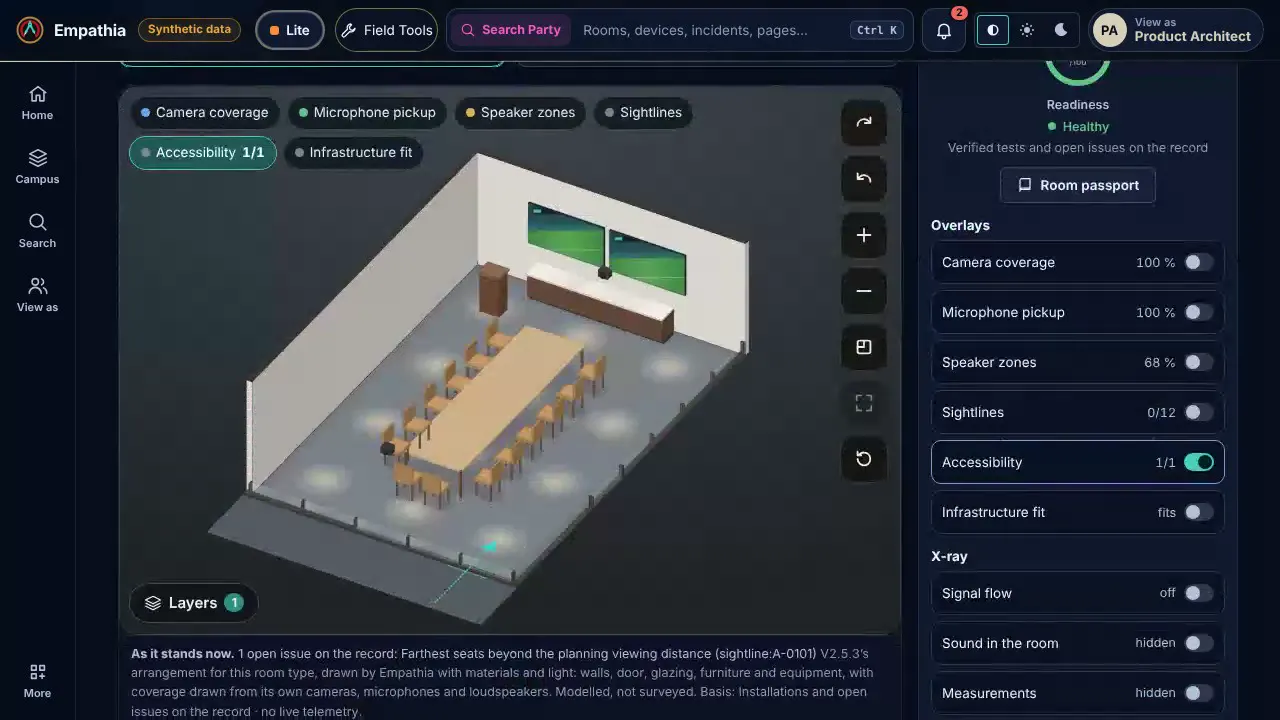 Empathia
Synthetic data
Lite
Field Tools
Search Party
Rooms, devices, incidents, pages...
Ctrl K
2
PA
View as
Product Architect
Home
Campus
Search
View as
More
Camera coverage
Microphone pickup
Speaker zones
Sightlines
Accessibility 1/1
Infrastructure fit
Layers 1
As it stands now. 1 open issue on the record: Farthest seats beyond the planning viewing distance (sightline:A-0101) V2.5.3's
arrangement for this room type, drawn by Empathia with materials and light: walls, door, glazing, furniture and equipment, with
coverage drawn from its own cameras, microphones and loudspeakers. Modelled, not surveyed. Basis: Installations and open
issues on the record · no live telemetry.
/100
Readiness
Healthy
Verified tests and open issues on the record
Room passport
Overlays
Camera coverage 100 %
Microphone pickup 100 %
Speaker zones 68 %
Sightlines 0/12
Accessibility 1/1
Infrastructure fit fits
X-ray
Signal flow off
Sound in the room hidden
Measurements hidden